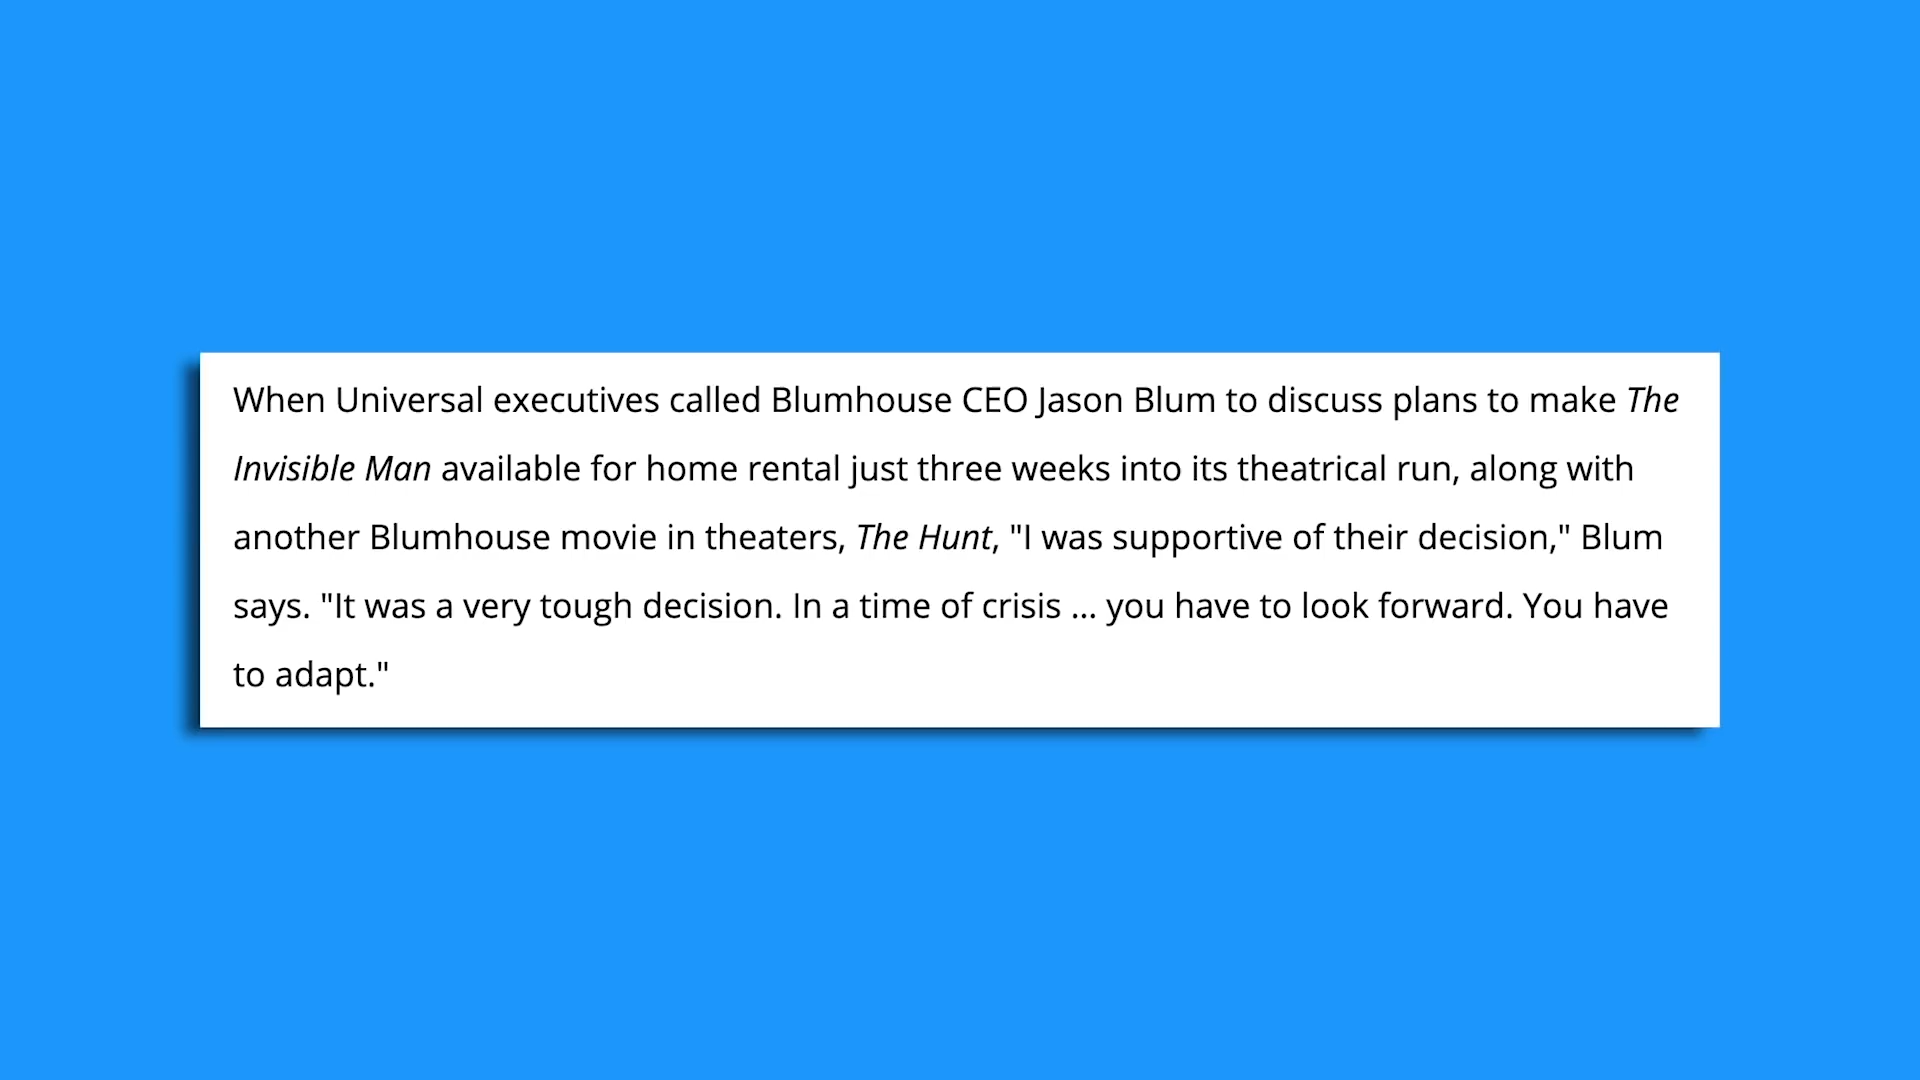 When Universal executives called Blumhouse CEO Jason Blum to discuss plans to make The
Invisible Man available for home rental just three weeks into its theatrical run, along with
another Blumhouse movie in theaters, The Hunt, "I was supportive of their decision," Blum
says. "It was a very tough decision. In a time of crisis ... you have to look forward. You have
to adapt."